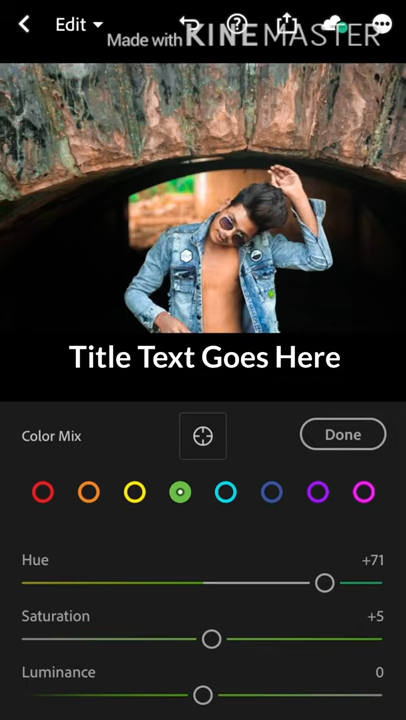 Edit
Made with KINEMASTER
Title Text Goes Here
Color Mix
Done
Hue +71
Saturation +5
Luminance 0